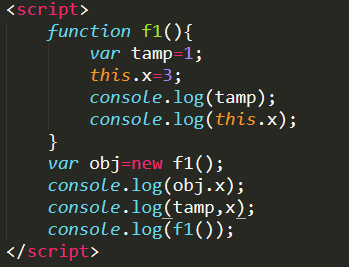 <script>
function f1(){
var tamp=1;
this.x=3;
console.log(tamp);
console.log(this.x);
}
var obj=new f1();
console.log(obj.x);
console.log(tamp,x);
console.log(f1());
</script>